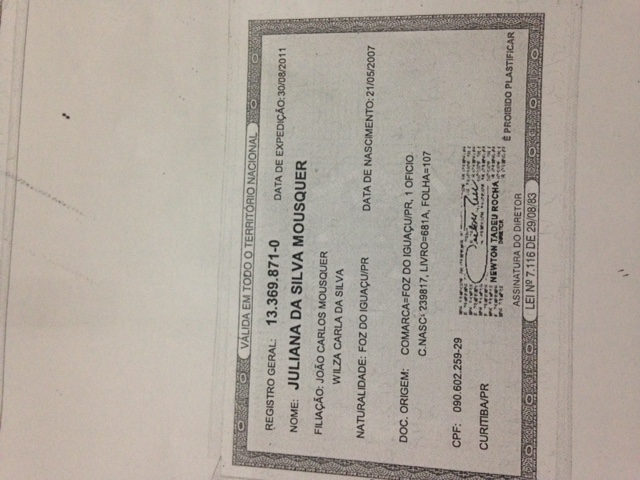 VÁLIDA EM TODO O TERRITÓRIO NACIONAL
REGISTRO GERAL: 13.369.871-0 DATA DE EXPEDIÇÃO: 30/08/2011
NOME: JULIANA DA SILVA MOUSQUER
FILIAÇÃO: JOÃO CARLOS MOUSQUER
WILZA CARLA DA SILVA
NATURALIDADE: FOZ DO IGUAÇU/PR DATA DE NASCIMENTO: 21/05/2007
DOC. ORIGEM: COMARCA=FOZ DO IGUAÇU/PR, 1 OFICIO
C.NASC=239817, LIVRO=681A, FOLHA=107
CPF: 090.602.259-29
CURITIBA/PR
NEWTON TADEU ROCHA
DIRETOR
É PROIBIDO PLASTIFICAR
ASSINATURA DO DIRETOR
LEI Nº 7.116 DE 29/08/83